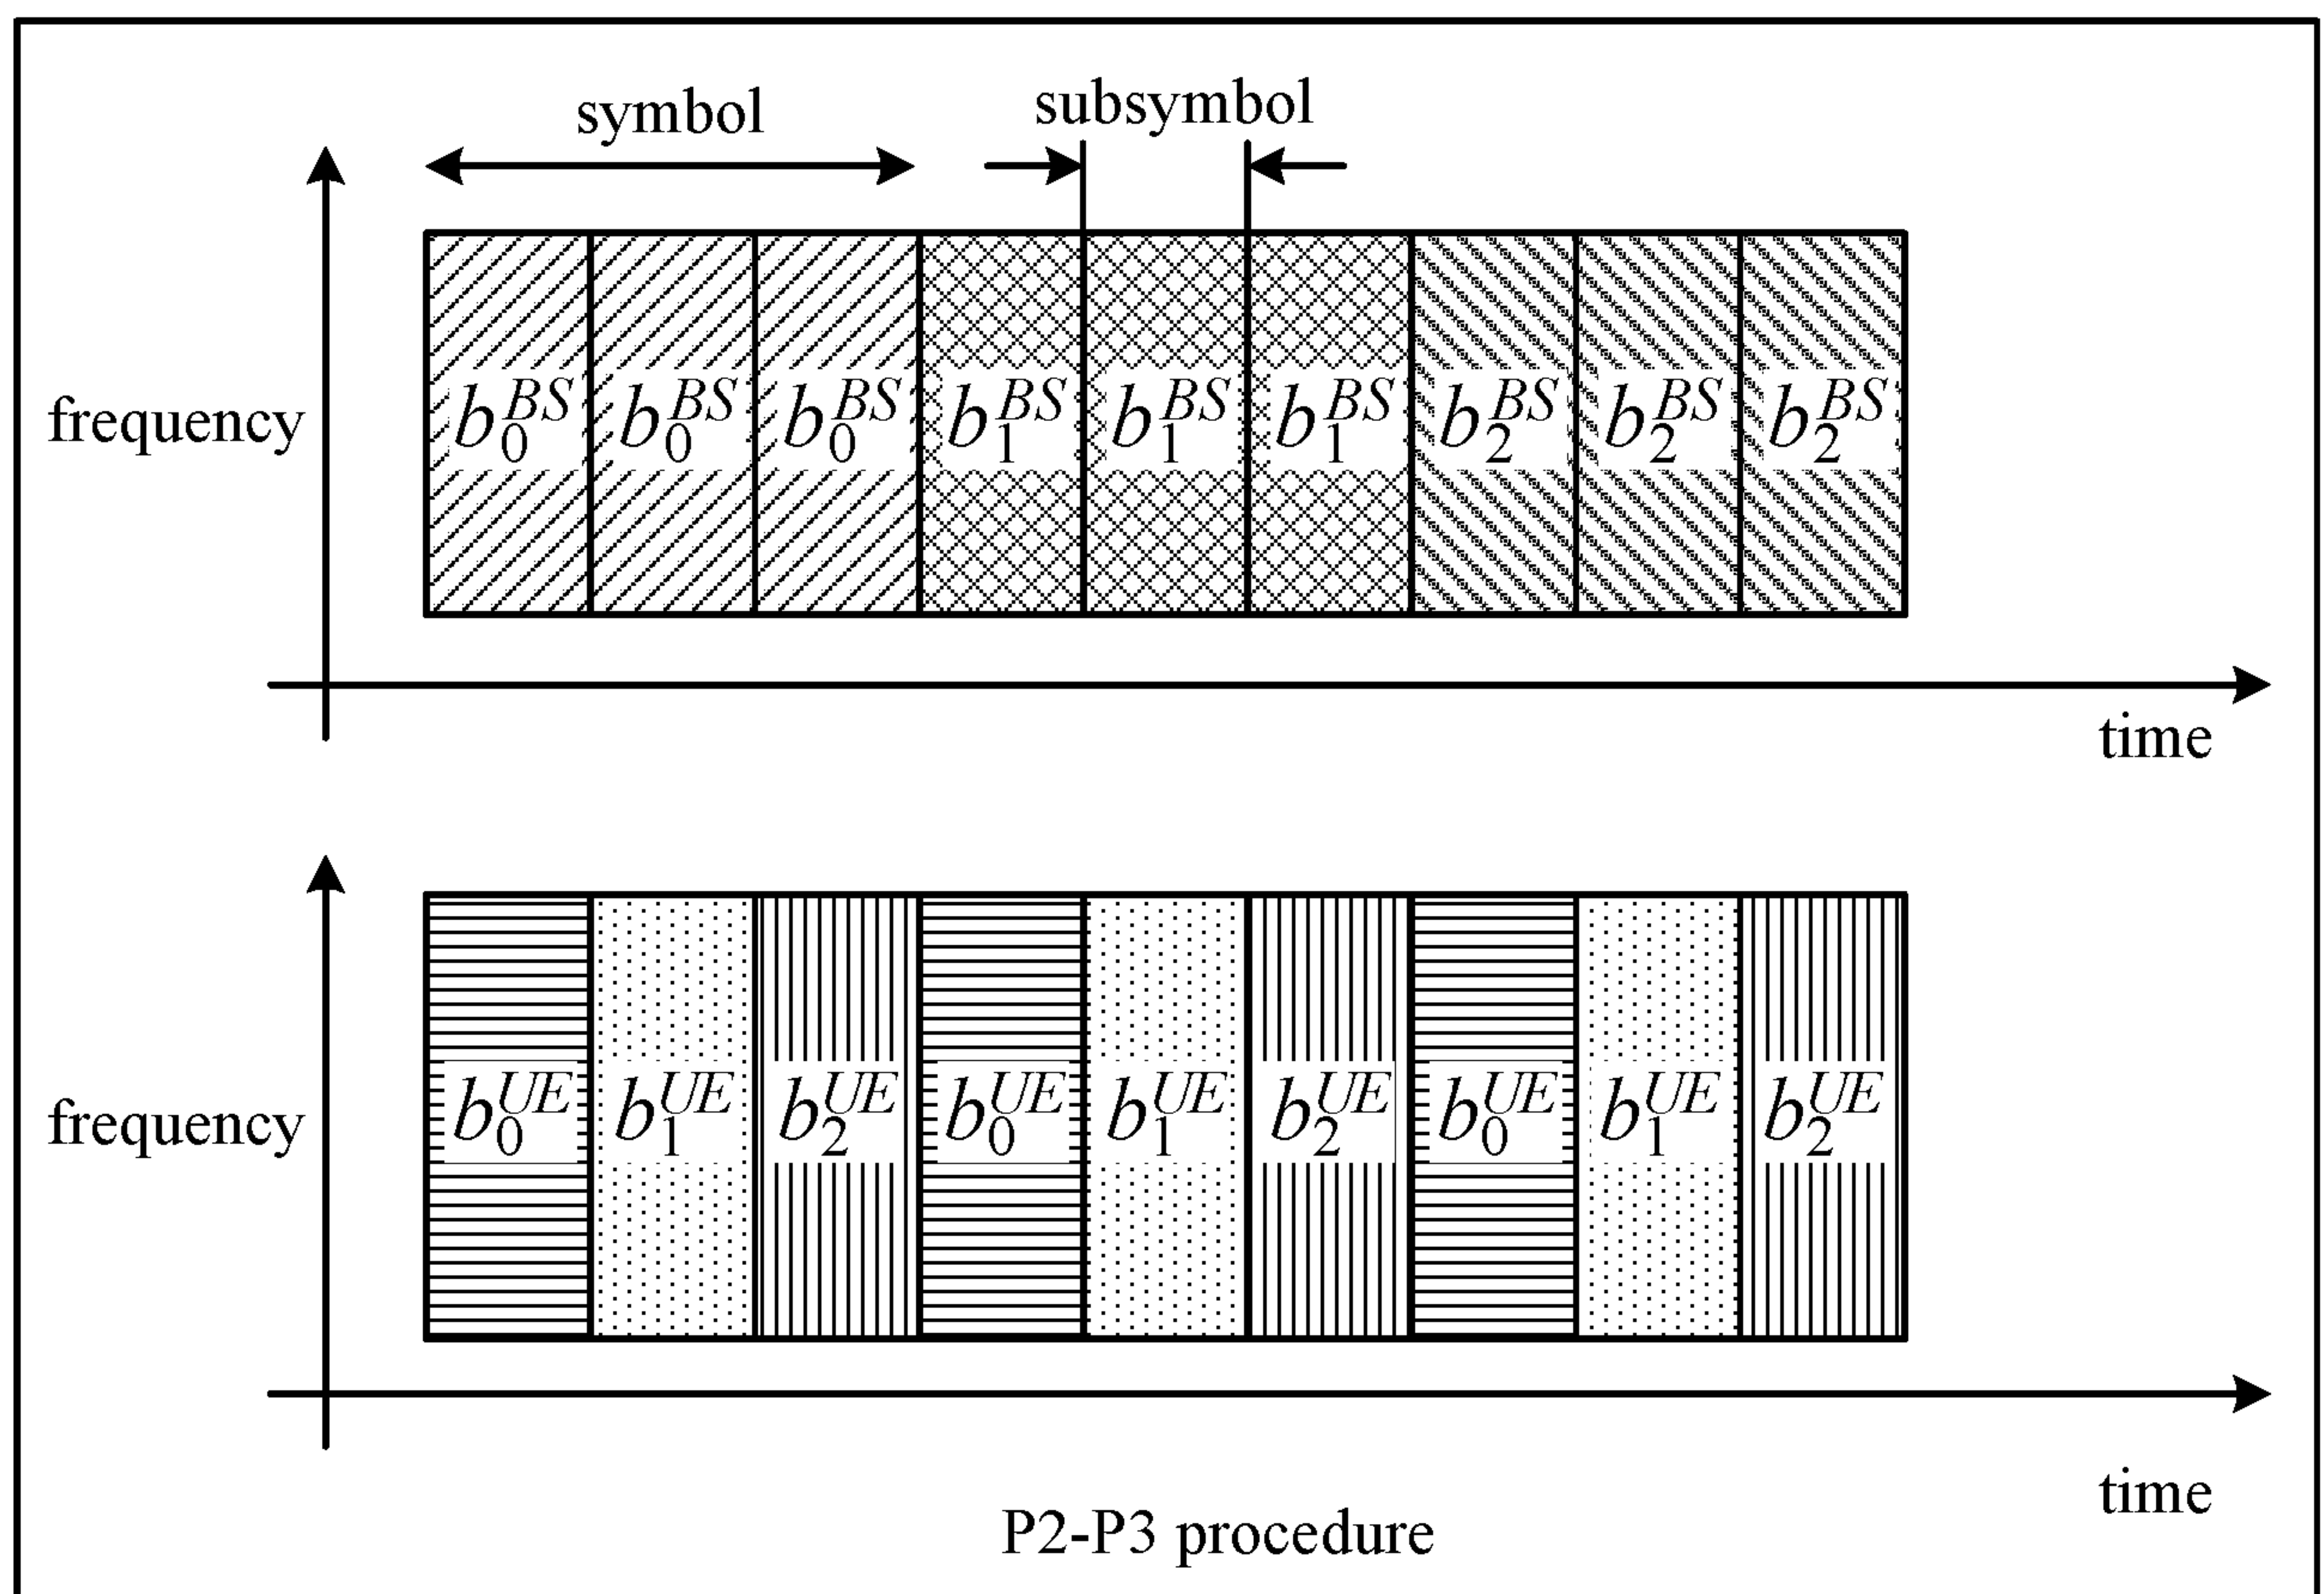 symbol subsymbol
frequency
b_0^{BS} b_0^{BS} b_0^{BS} b_1^{BS} b_1^{BS} b_1^{BS} b_2^{BS} b_2^{BS} b_2^{BS}
time
frequency
b_0^{UE} b_1^{UE} b_2^{UE} b_0^{UE} b_1^{UE} b_2^{UE} b_0^{UE} b_1^{UE} b_2^{UE}
time
P2-P3 procedure